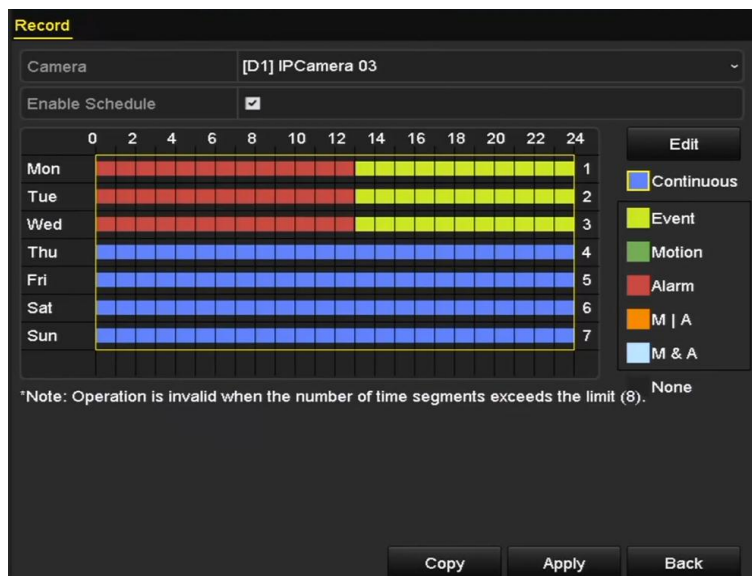 Record
Camera [D1] IPCamera 03
Enable Schedule
0 2 4 6 8 10 12 14 16 18 20 22 24
Edit
Mon 1
Continuous
Tue 2
Wed 3
Event
Thu 4
Motion
Fri 5
Alarm
Sat 6
M | A
Sun 7
M & A
None
*Note: Operation is invalid when the number of time segments exceeds the limit (8).
Copy Apply Back